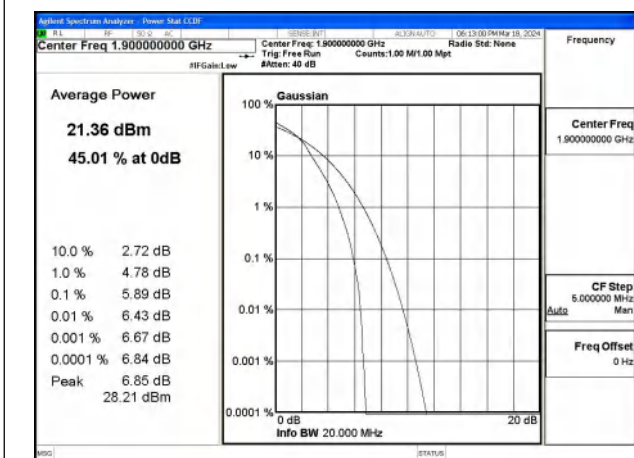 Agilent Spectrum Analyzer - Power Stat CCDF
RL RF 50 Ω AC SENSE:INT ALIGN AUTO 06:13:00 PM Mar 18, 2024
Center Freq 1.900000000 GHz
Center Freq: 1.900000000 GHz Radio Std: None
Trig: Free Run Counts:1.00 M/1.00 Mpt
#IFGain:Low #Atten: 40 dB
Frequency
Average Power
21.36 dBm
45.01 % at 0dB
10.0 % 2.72 dB
1.0 % 4.78 dB
0.1 % 5.89 dB
0.01 % 6.43 dB
0.001 % 6.67 dB
0.0001 % 6.84 dB
Peak 6.85 dB
28.21 dBm
Gaussian
100 %
10 %
1 %
0.1 %
0.01 %
0.001 %
0.0001 %
0 dB 20 dB
Info BW 20.000 MHz
Center Freq
1.900000000 GHz
CF Step
5.000000 MHz
Auto Man
Freq Offset
0 Hz
MSG STATUS